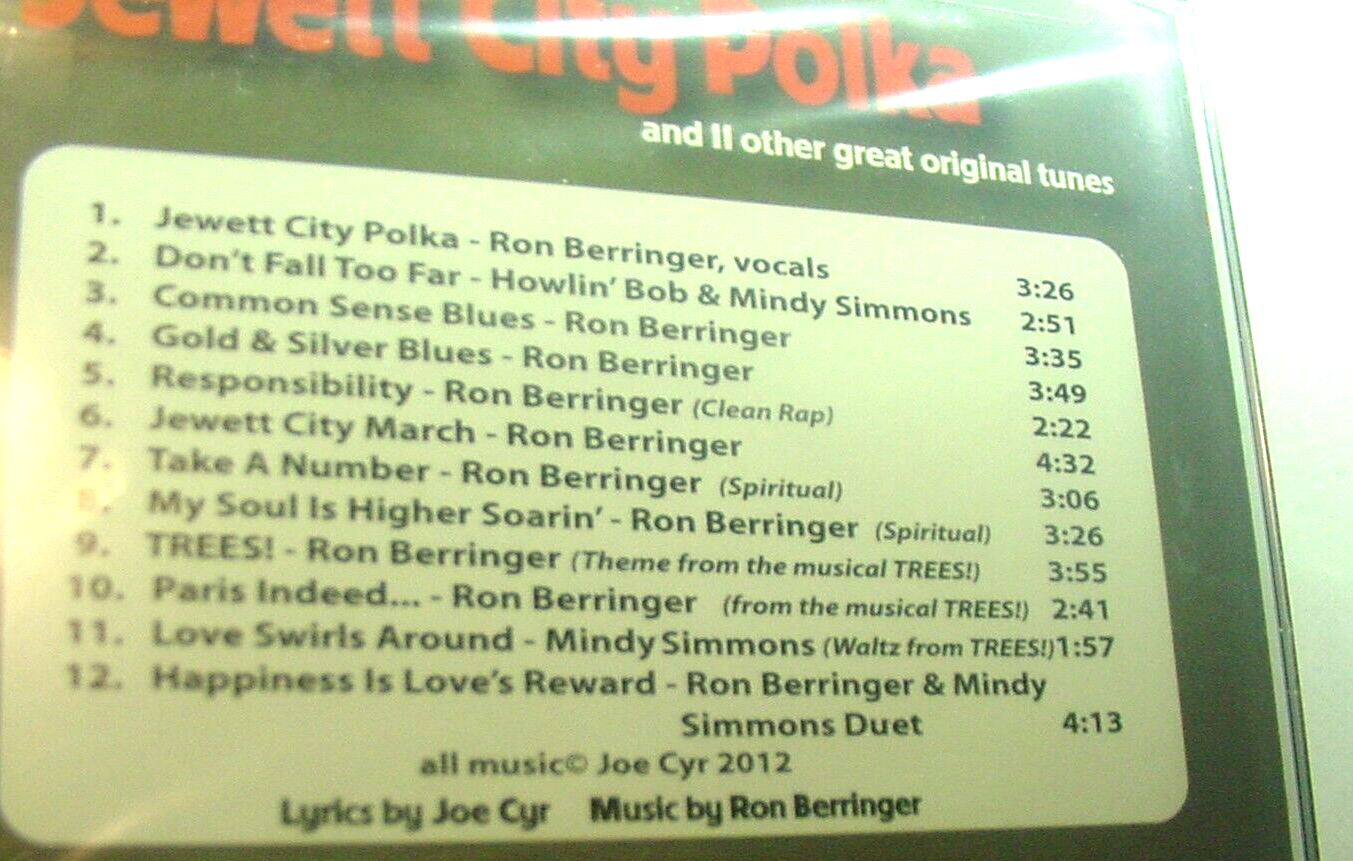 Jewett City Polka
and 11 other great original tunes
1. Jewett City Polka - Ron Berringer, vocals 3:26
2. Don't Fall Too Far - Howlin' Bob & Mindy Simmons 2:51
3. Common Sense Blues - Ron Berringer 3:35
4. Gold & Silver Blues - Ron Berringer 3:49
5. Responsibility - Ron Berringer (Clean Rap) 2:22
6. Jewett City March - Ron Berringer 4:32
7. Take A Number - Ron Berringer (Spiritual) 3:06
8. My Soul Is Higher Soarin' - Ron Berringer (Spiritual) 3:26
9. TREES! - Ron Berringer (Theme from the musical TREES!) 3:55
10. Paris Indeed... - Ron Berringer (from the musical TREES!) 2:41
11. Love Swirls Around - Mindy Simmons (Waltz from TREES!) 1:57
12. Happiness Is Love's Reward - Ron Berringer & Mindy
Simmons Duet 4:13
all music© Joe Cyr 2012
Lyrics by Joe Cyr Music by Ron Berringer